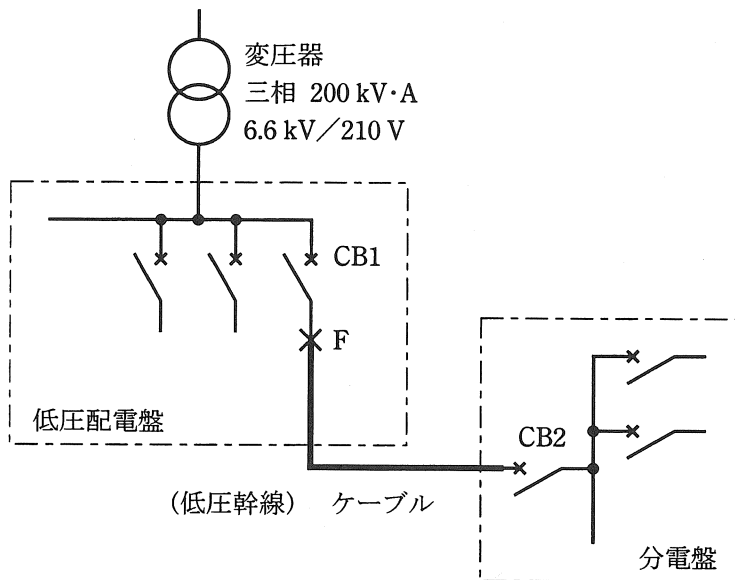 変圧器
三相 200 kV･A
6.6 kV／210 V
CB1
F
低圧配電盤
CB2
(低圧幹線) ケーブル
分電盤